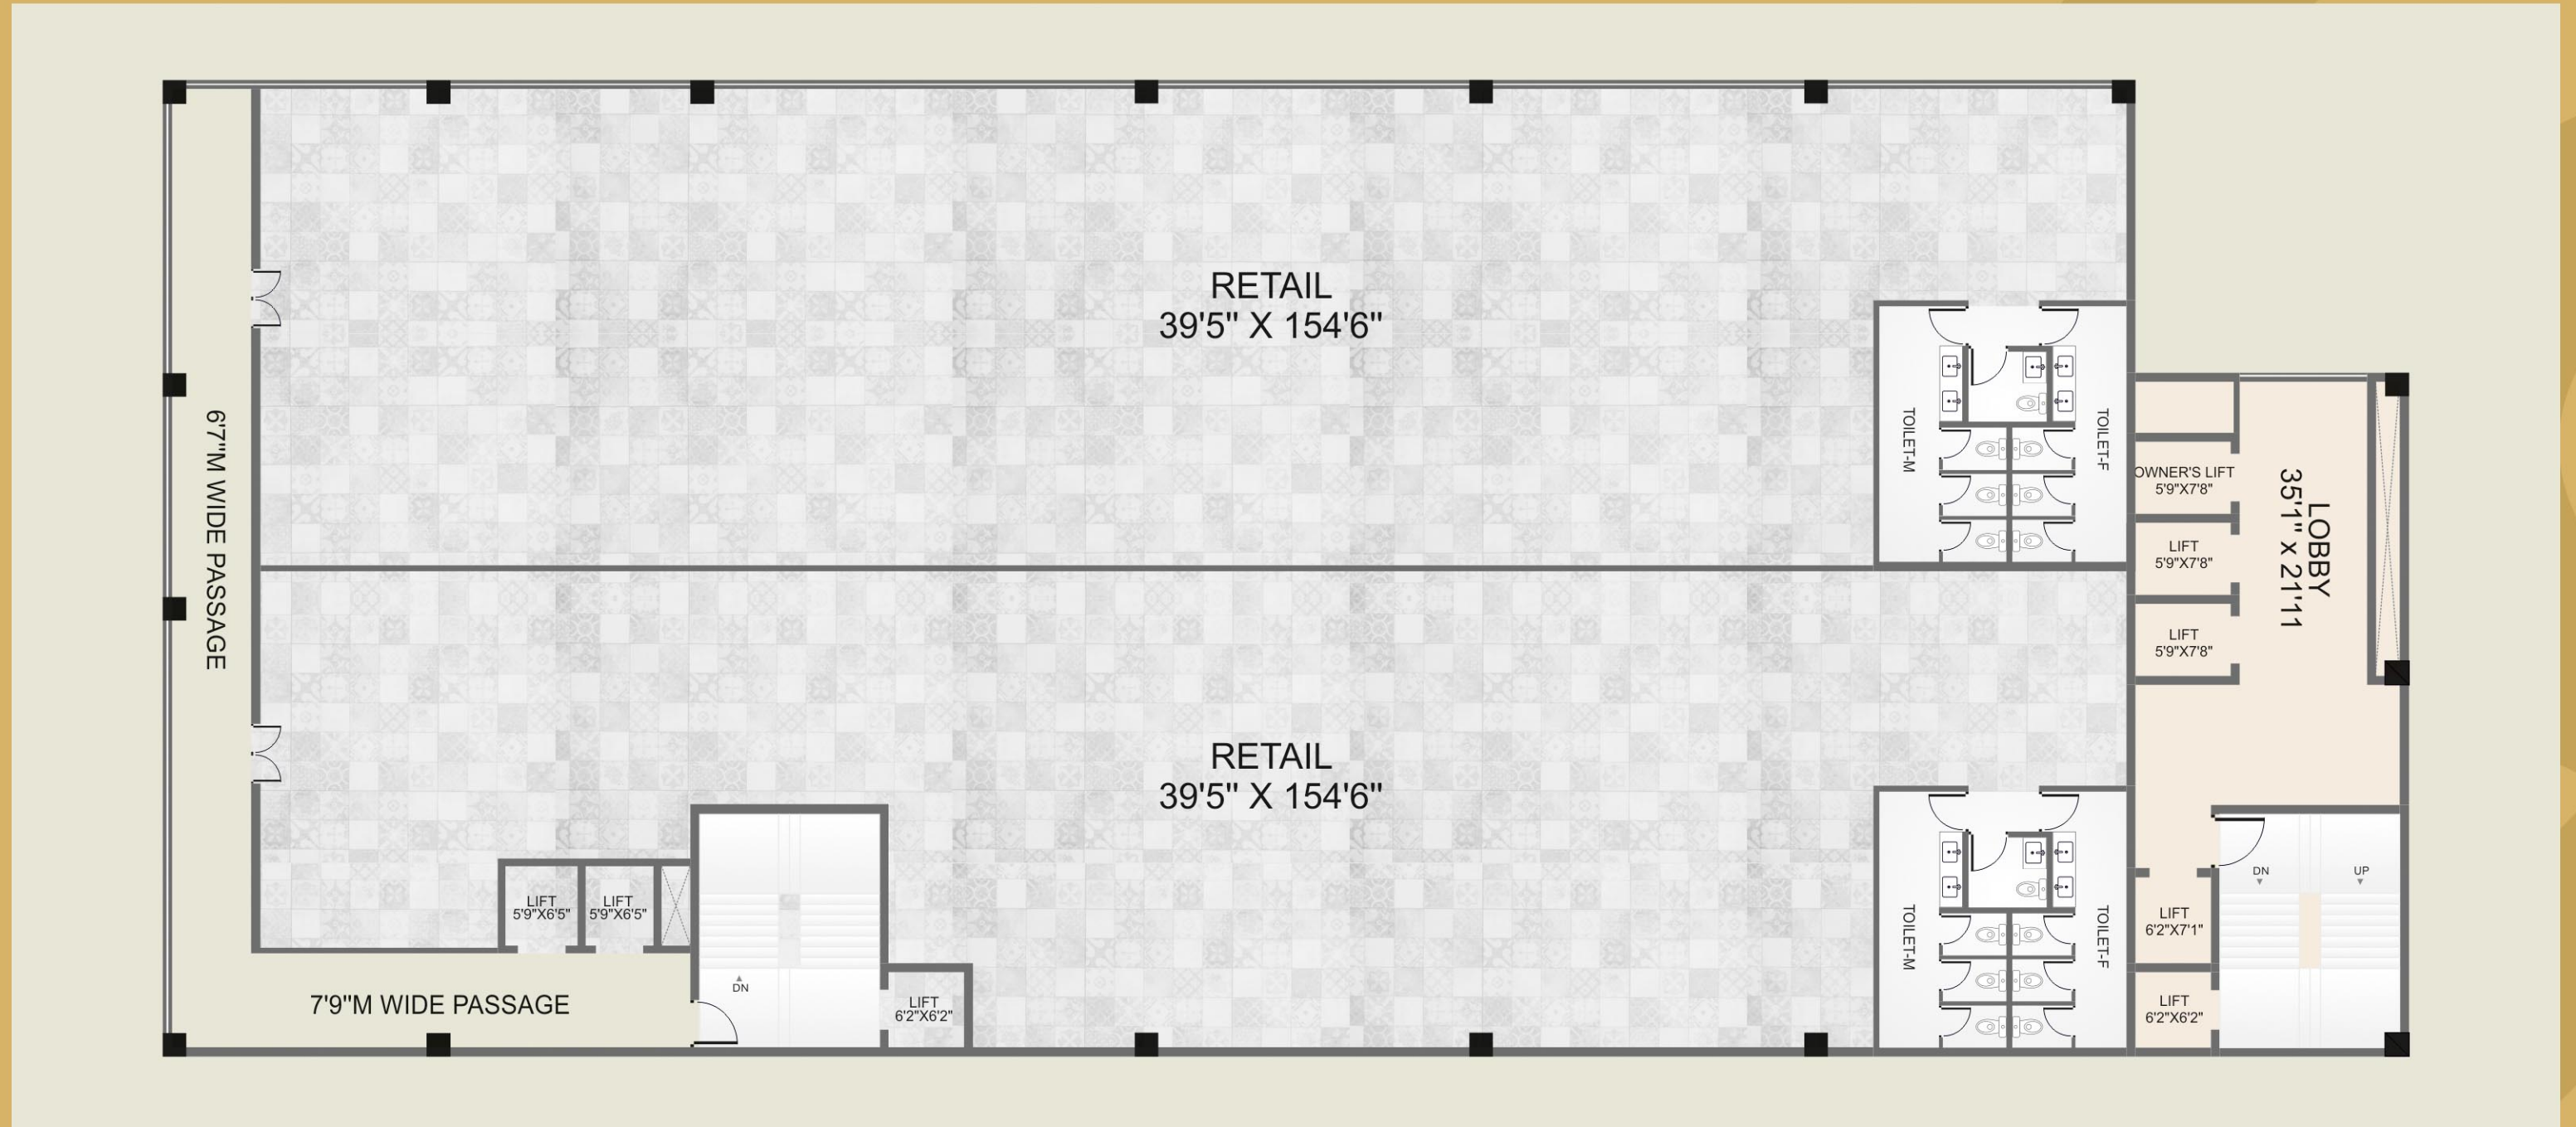 RETAIL
39'5" X 154'6"
6'7"M WIDE PASSAGE
TOILET-M
TOILET-F
OWNER'S LIFT
5'9"X7'8"
LIFT
5'9"X7'8"
LIFT
5'9"X7'8"
LOBBY
35'1" x 21'11
RETAIL
39'5" X 154'6"
LIFT
5'9"X6'5"
LIFT
5'9"X6'5"
DN
LIFT
6'2"X6'2"
7'9"M WIDE PASSAGE
TOILET-M
TOILET-F
DN
UP
LIFT
6'2"X7'1"
LIFT
6'2"X6'2"